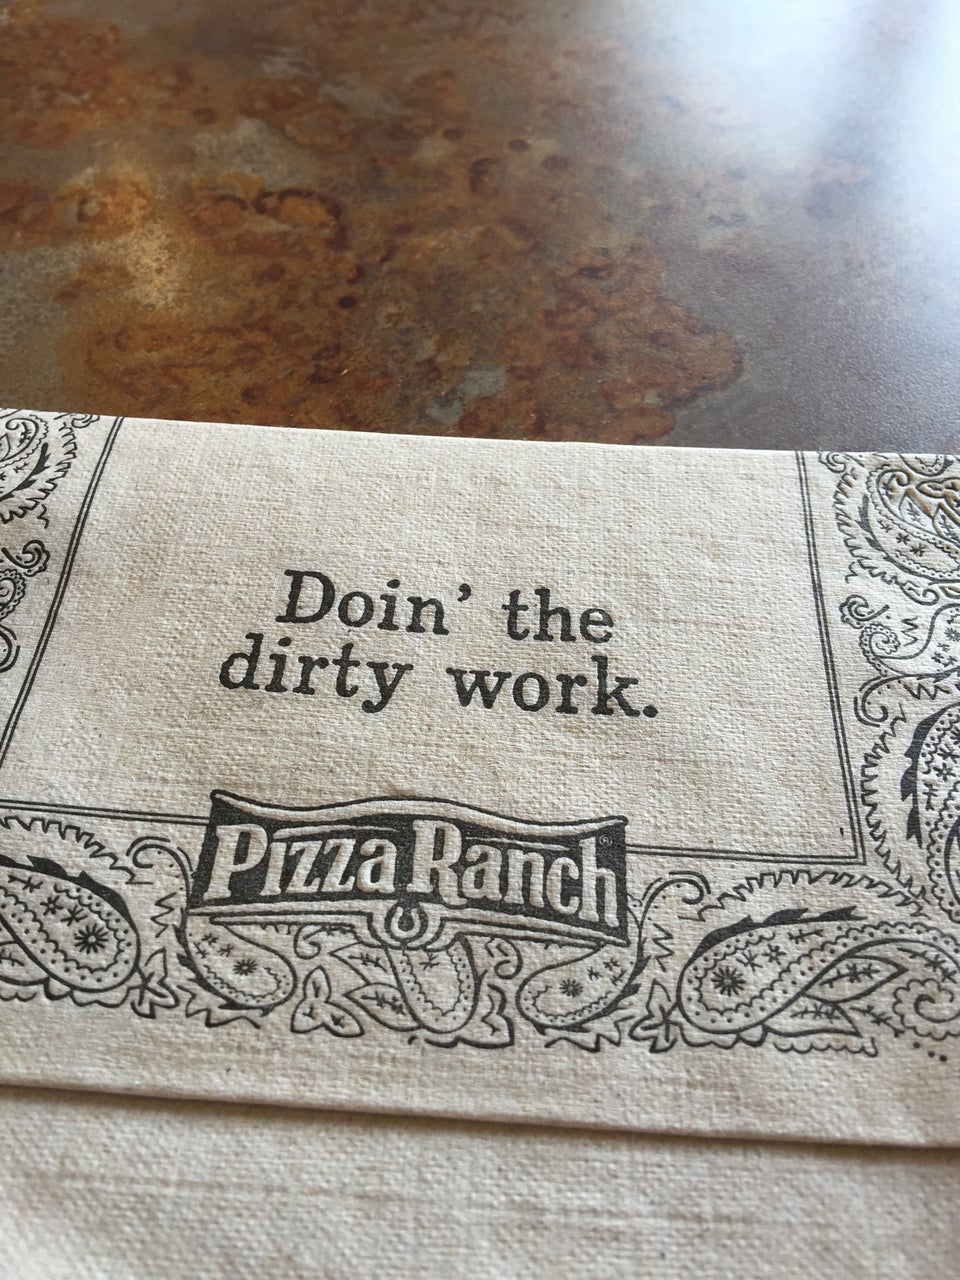 Doin’ the
dirty work.
Pizza Ranch®